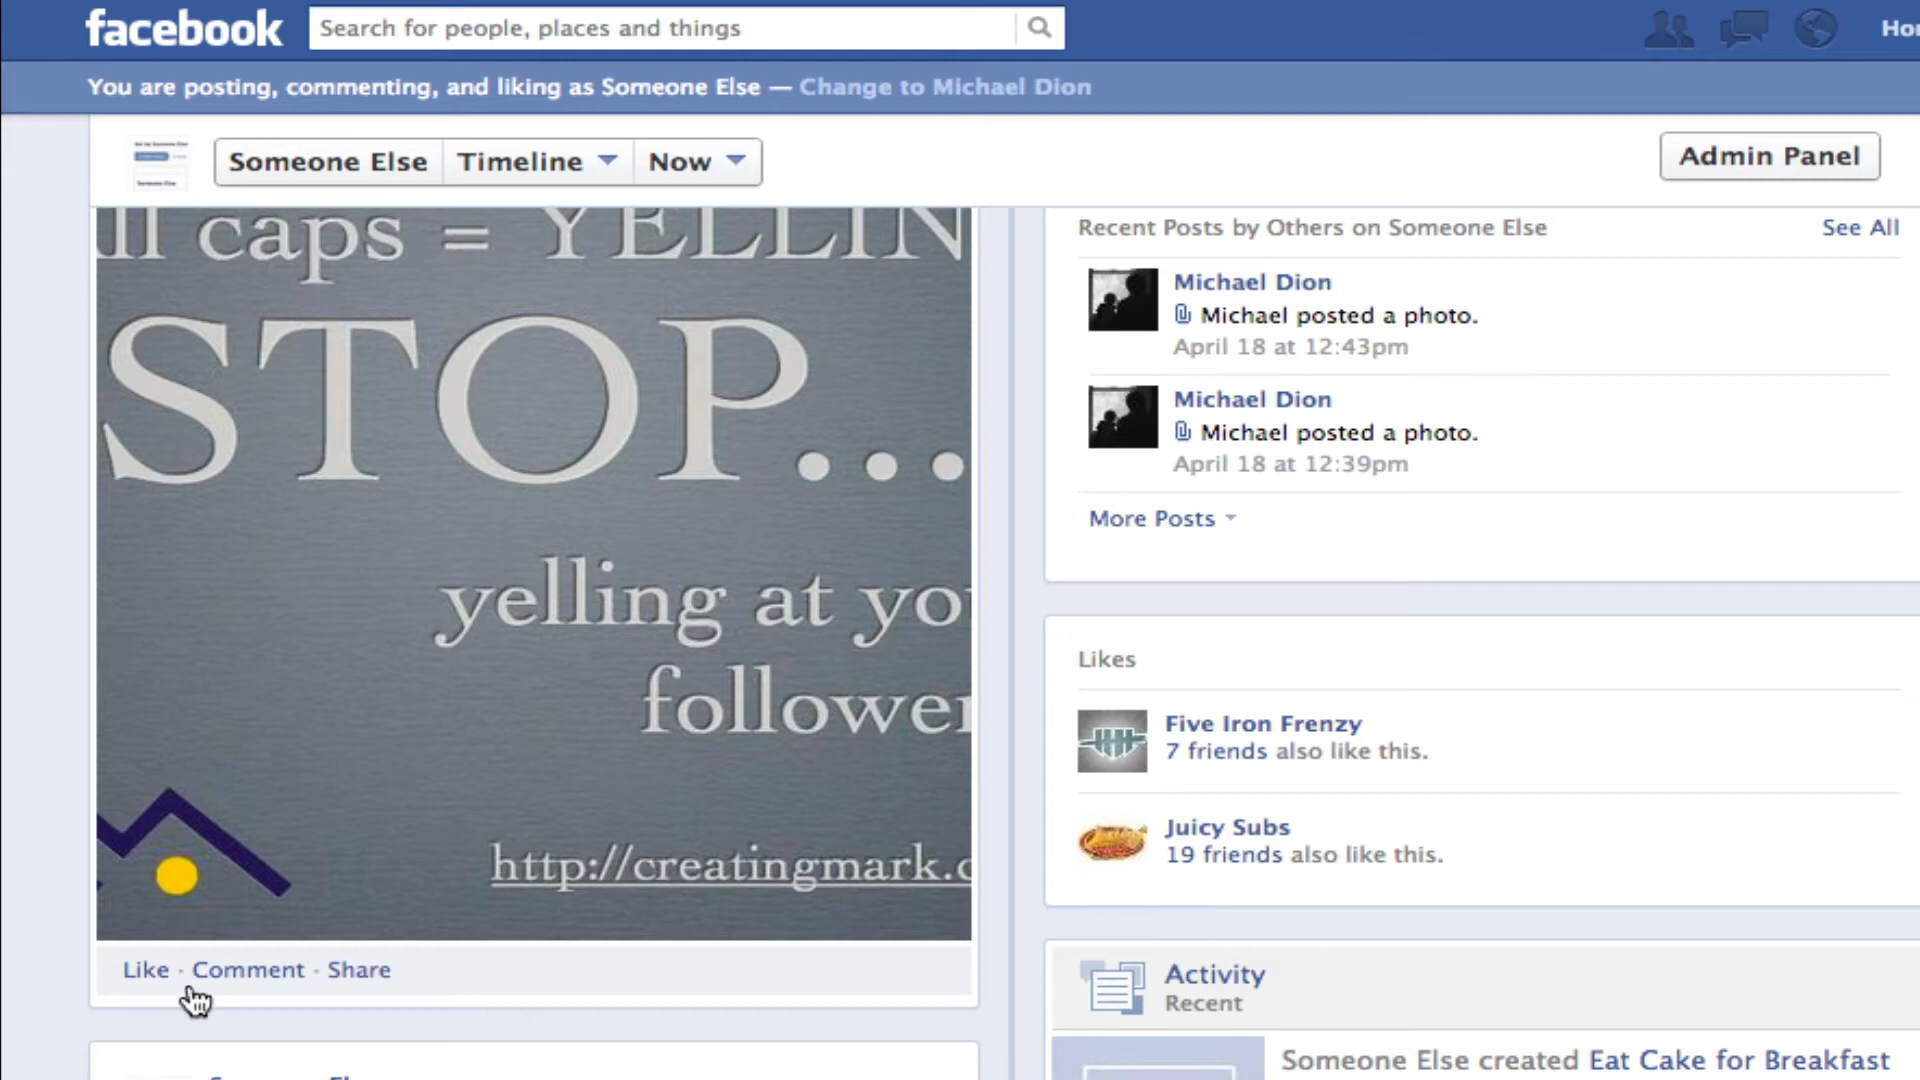 facebook
Search for people, places and things
You are posting, commenting, and liking as Someone Else — Change to Michael Dion
Someone Else
Timeline
Now
Admin Panel
ll caps = YELLIN
STOP...
yelling at yo
follower
http://creatingmark.c
Like · Comment · Share
Recent Posts by Others on Someone Else
See All
Michael Dion
Michael posted a photo.
April 18 at 12:43pm
Michael Dion
Michael posted a photo.
April 18 at 12:39pm
More Posts
Likes
Five Iron Frenzy
7 friends also like this.
Juicy Subs
19 friends also like this.
Activity
Recent
Someone Else created Eat Cake for Breakfast